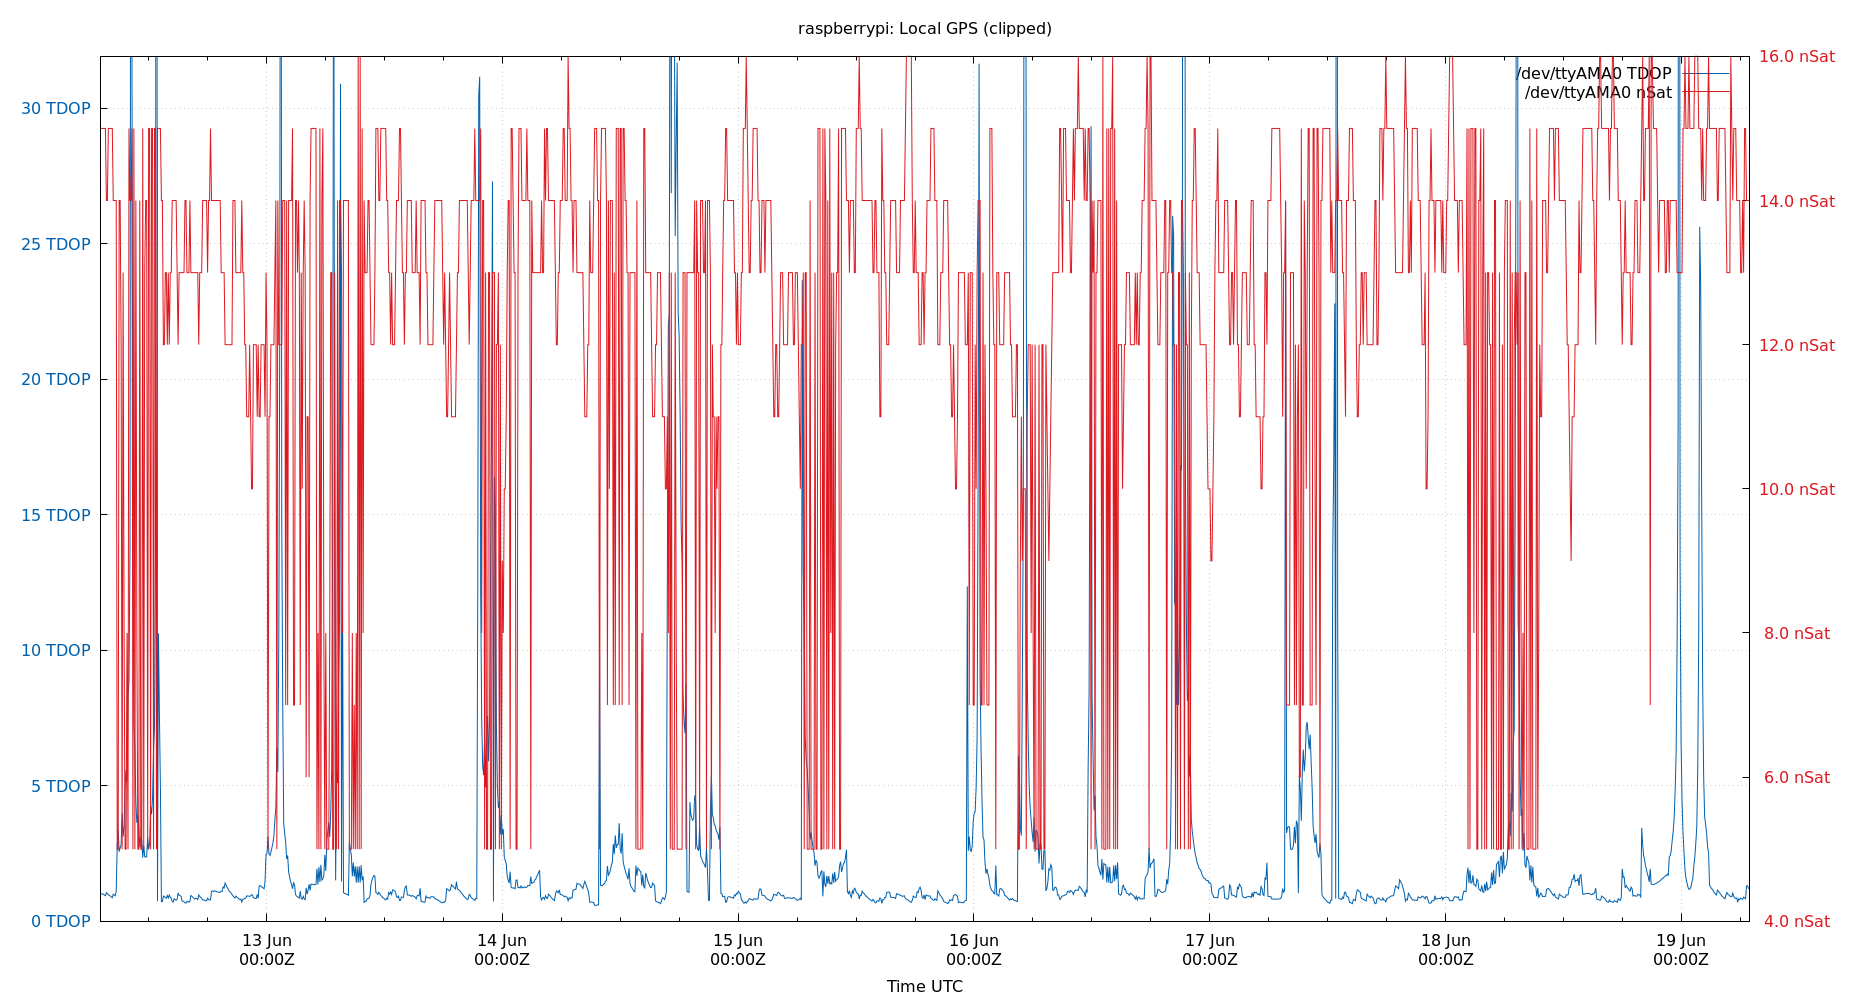 raspberrypi: Local GPS (clipped)
/dev/ttyAMA0 TDOP
/dev/ttyAMA0 nSat
30 TDOP
25 TDOP
20 TDOP
15 TDOP
10 TDOP
5 TDOP
0 TDOP
16.0 nSat
14.0 nSat
12.0 nSat
10.0 nSat
8.0 nSat
6.0 nSat
4.0 nSat
13 Jun
00:00Z
14 Jun
00:00Z
15 Jun
00:00Z
16 Jun
00:00Z
17 Jun
00:00Z
18 Jun
00:00Z
19 Jun
00:00Z
Time UTC